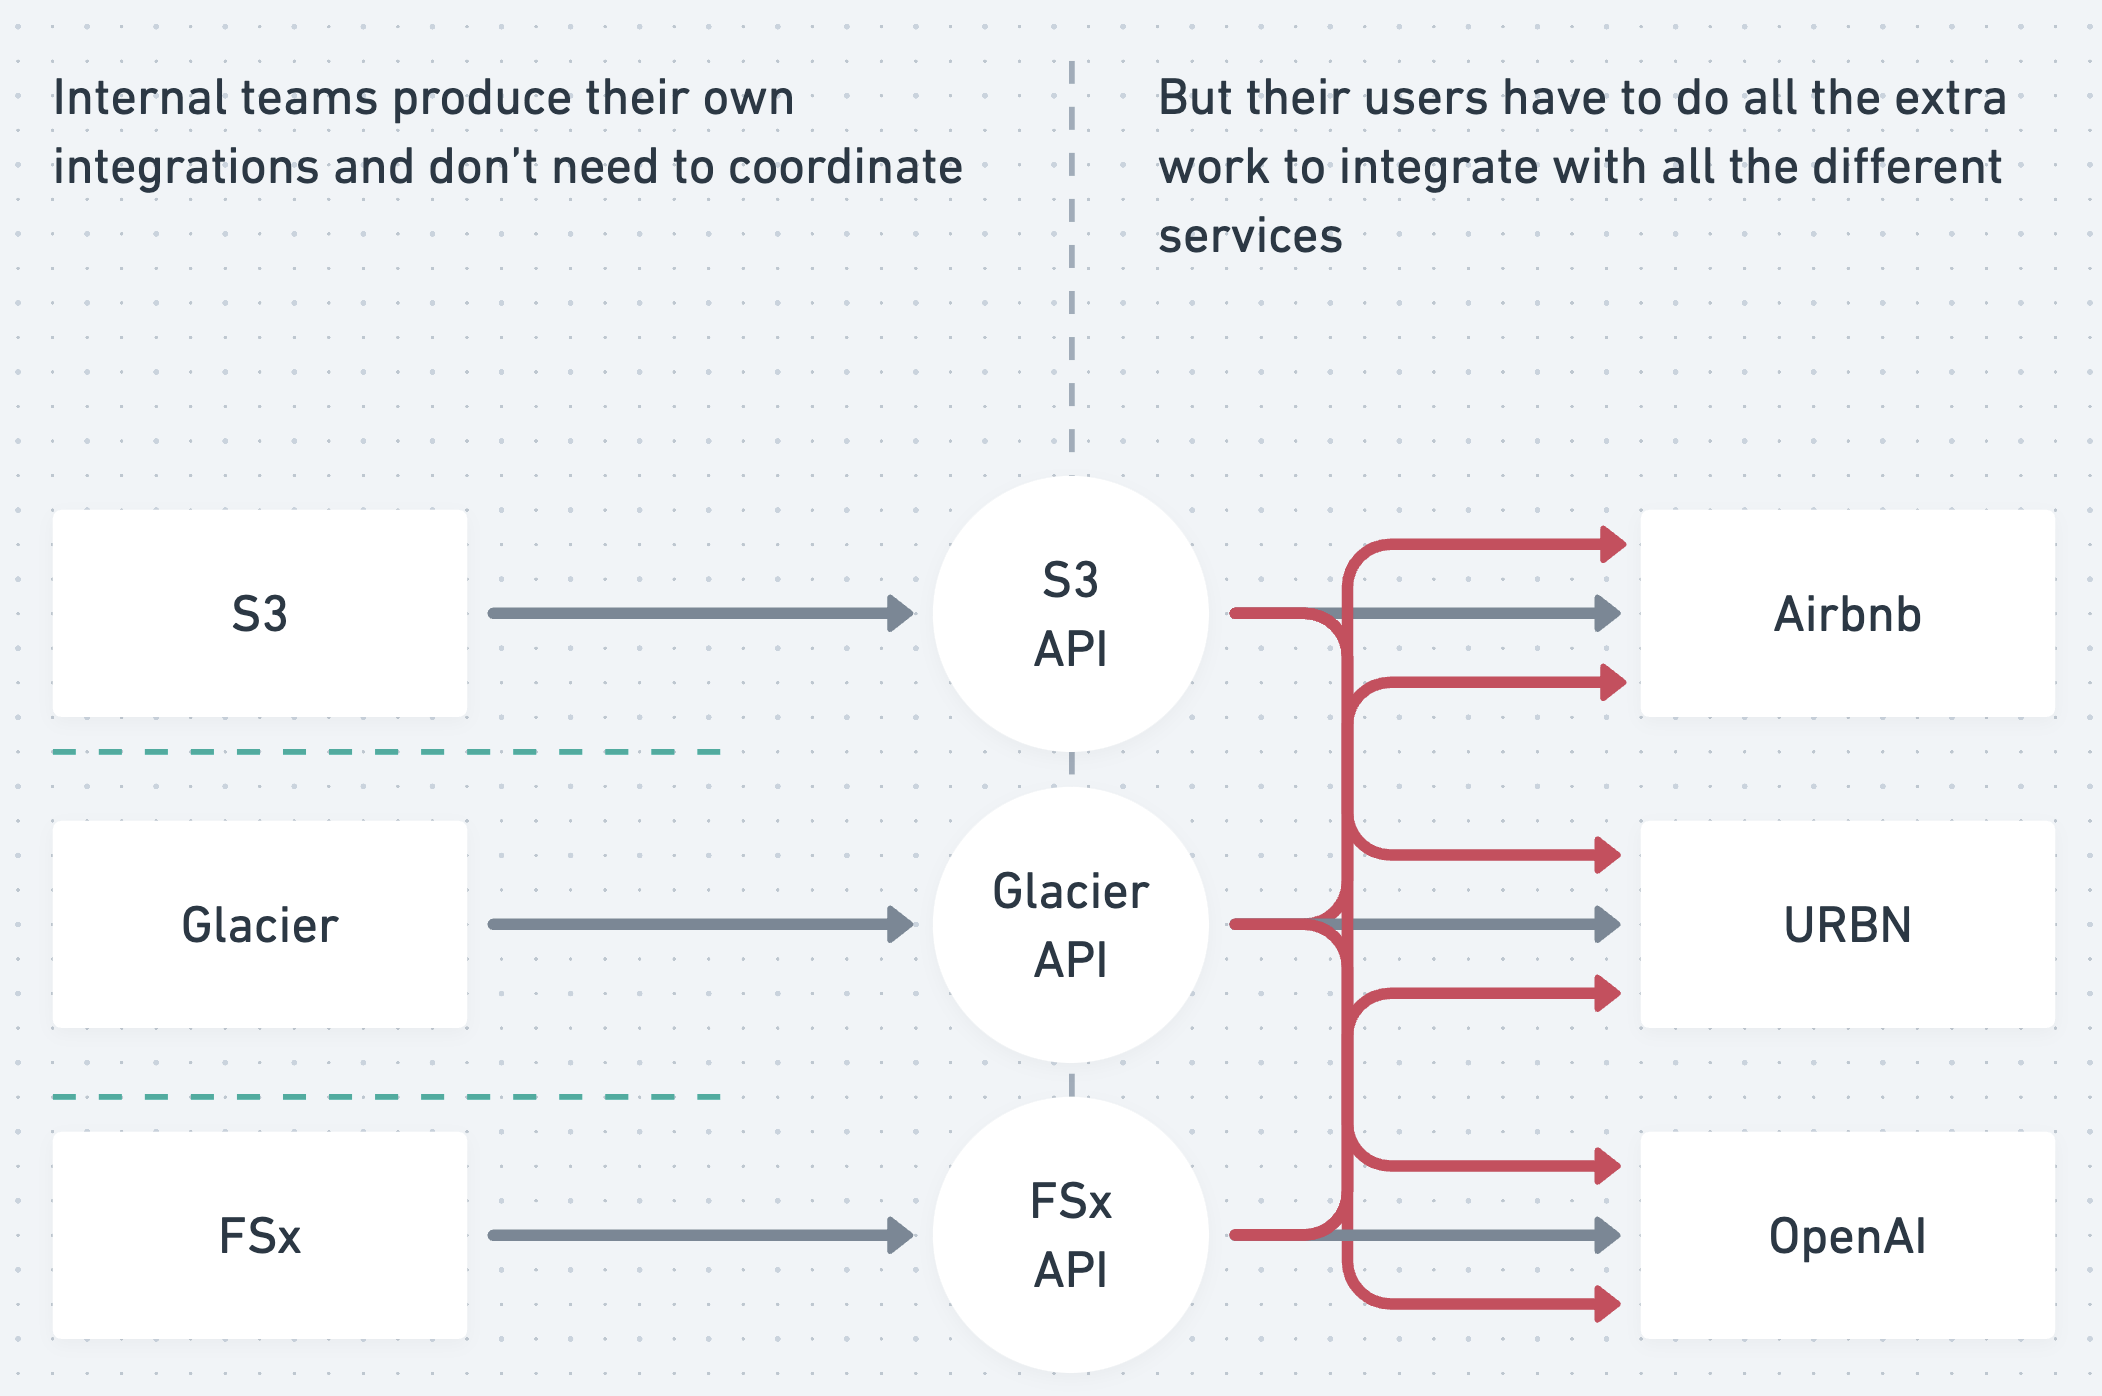 Internal teams produce their own
integrations and don’t need to coordinate
But their users have to do all the extra
work to integrate with all the different
services
S3
S3
API
Airbnb
Glacier
Glacier
API
URBN
FSx
FSx
API
OpenAI